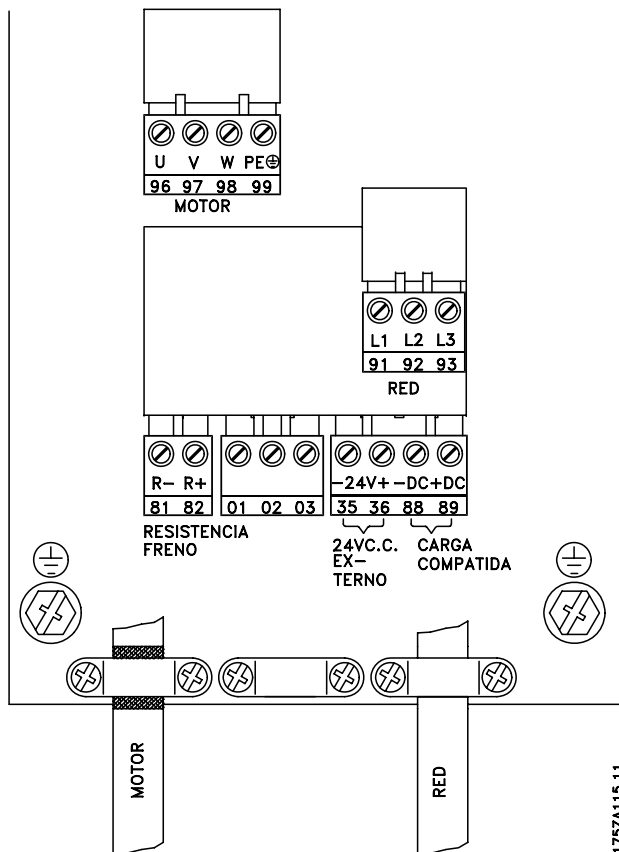 U V W PE
96 97 98 99
MOTOR
L1 L2 L3
91 92 93
RED
R- R+
81 82
RESISTENCIA
FRENO
01 02 03
-24V+ -DC+DC
35 36 88 89
24VC.C.
EX-
TERNO
CARGA
COMPATIDA
MOTOR
RED
175ZA115.11